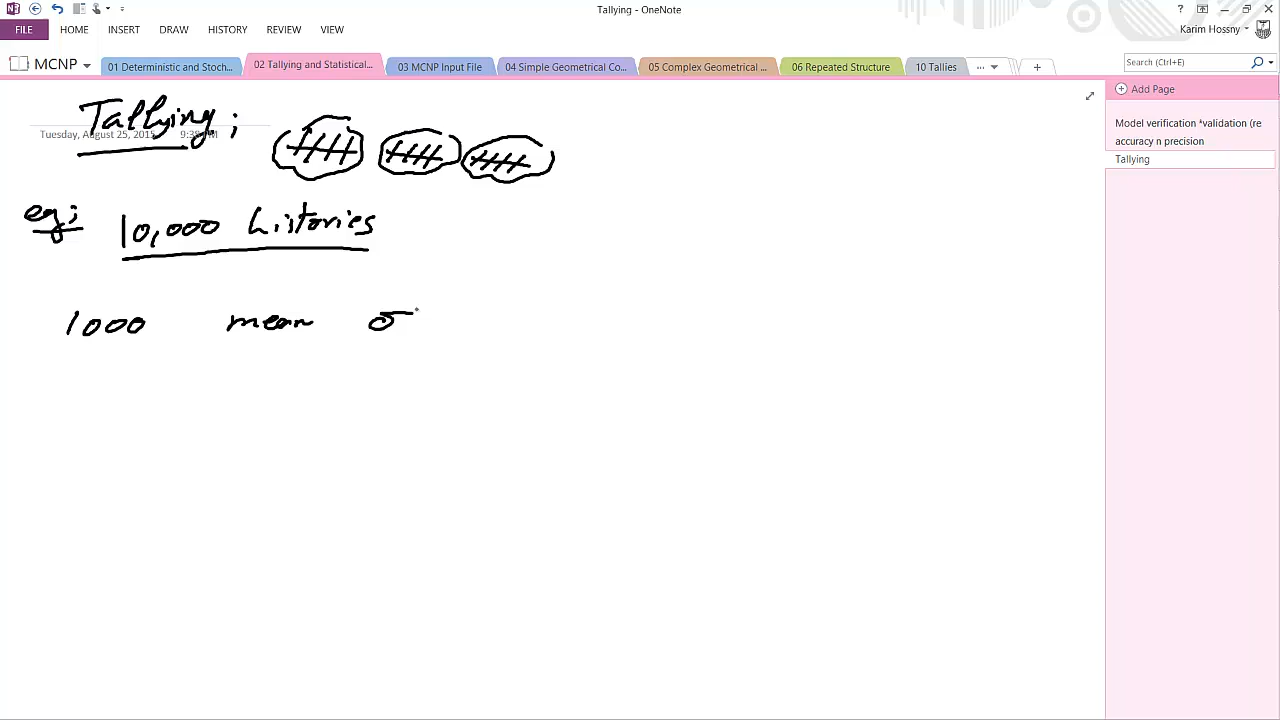 Tallying - OneNote
?
FILE HOME INSERT DRAW HISTORY REVIEW VIEW
Karim Hossny
MCNP
01 Deterministic and Stoch...
02 Tallying and Statistical...
03 MCNP Input File
04 Simple Geometrical Co...
05 Complex Geometrical ...
06 Repeated Structure
10 Tallies
...
+
Search (Ctrl+E)
Add Page
Model verification *validation (re
accuracy n precision
Tallying
Tallying;
Tuesday, August 25, 2015 9:35 PM
eg; 10,000 histories
1000 mean σ